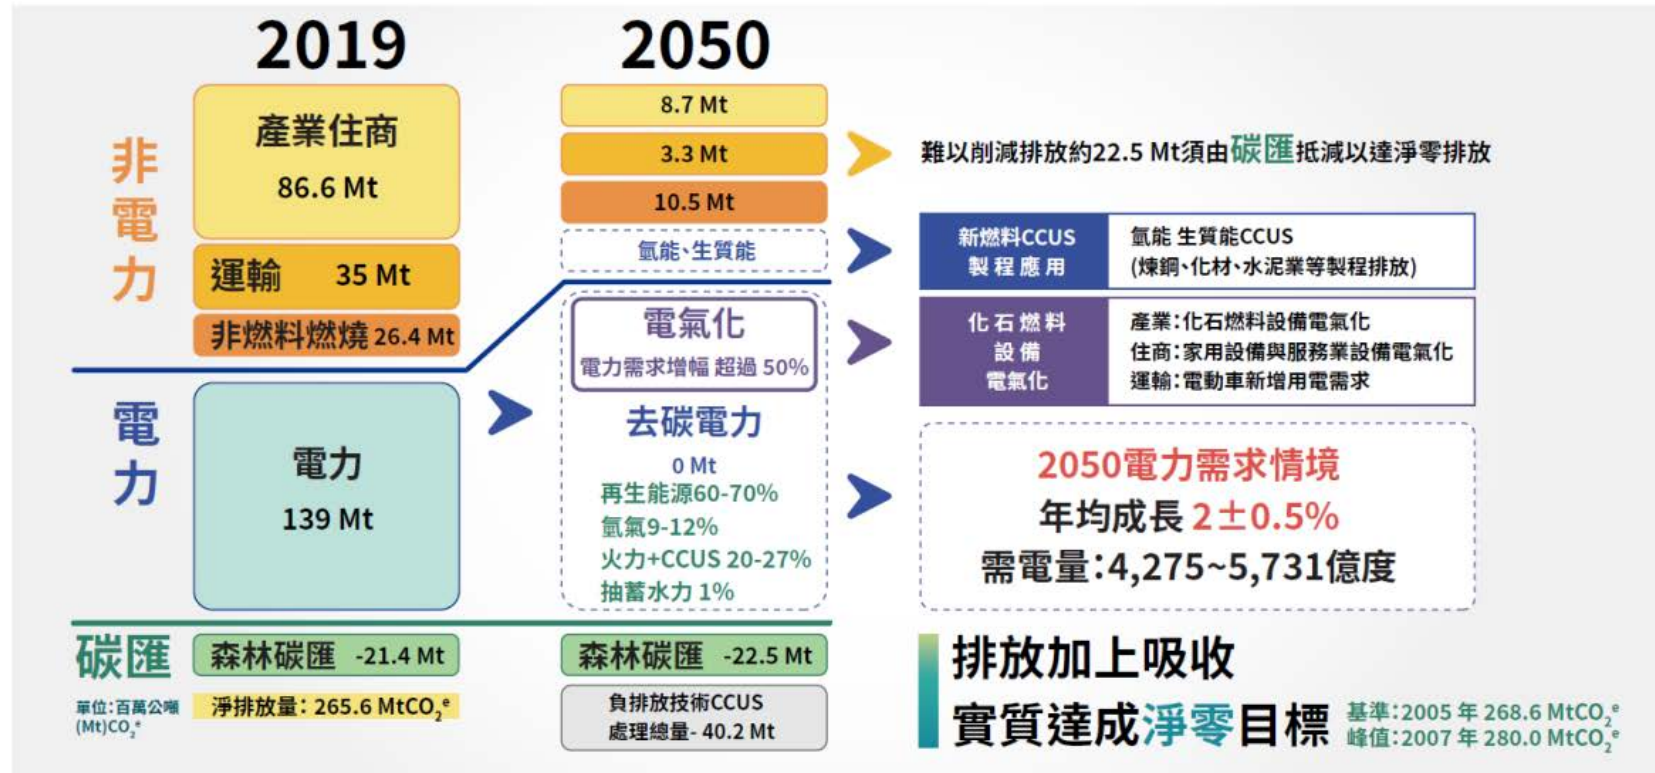 2019
2050
非電力
產業住商
86.6 Mt
運輸 35 Mt
非燃料燃燒 26.4 Mt
8.7 Mt
3.3 Mt
10.5 Mt
氫能、生質能
難以削減排放約22.5 Mt須由碳匯抵減以達淨零排放
新燃料CCUS
製程應用
氫能 生質能CCUS
(煉鋼、化材、水泥業等製程排放)
電力
電力
139 Mt
電氣化
電力需求增幅 超過 50%
去碳電力
0 Mt
再生能源60-70%
氫氣9-12%
火力+CCUS 20-27%
抽蓄水力 1%
化石燃料
設備
電氣化
產業:化石燃料設備電氣化
住商:家用設備與服務業設備電氣化
運輸:電動車新增用電需求
2050電力需求情境
年均成長 2±0.5%
需電量:4,275~5,731億度
碳匯
單位:百萬公噸
(Mt)CO₂ᵉ
森林碳匯 -21.4 Mt
淨排放量: 265.6 MtCO₂ᵉ
森林碳匯 -22.5 Mt
負排放技術CCUS
處理總量- 40.2 Mt
排放加上吸收
實質達成淨零目標
基準:2005 年 268.6 MtCO₂ᵉ
峰值:2007 年 280.0 MtCO₂ᵉ